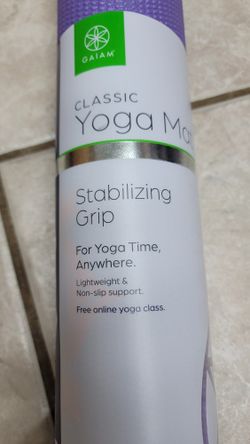 GAIAM
CLASSIC
Yoga Ma
Stabilizing
Grip
For Yoga Time,
Anywhere.
Lightweight &
Non-slip support.
Free online yoga class.